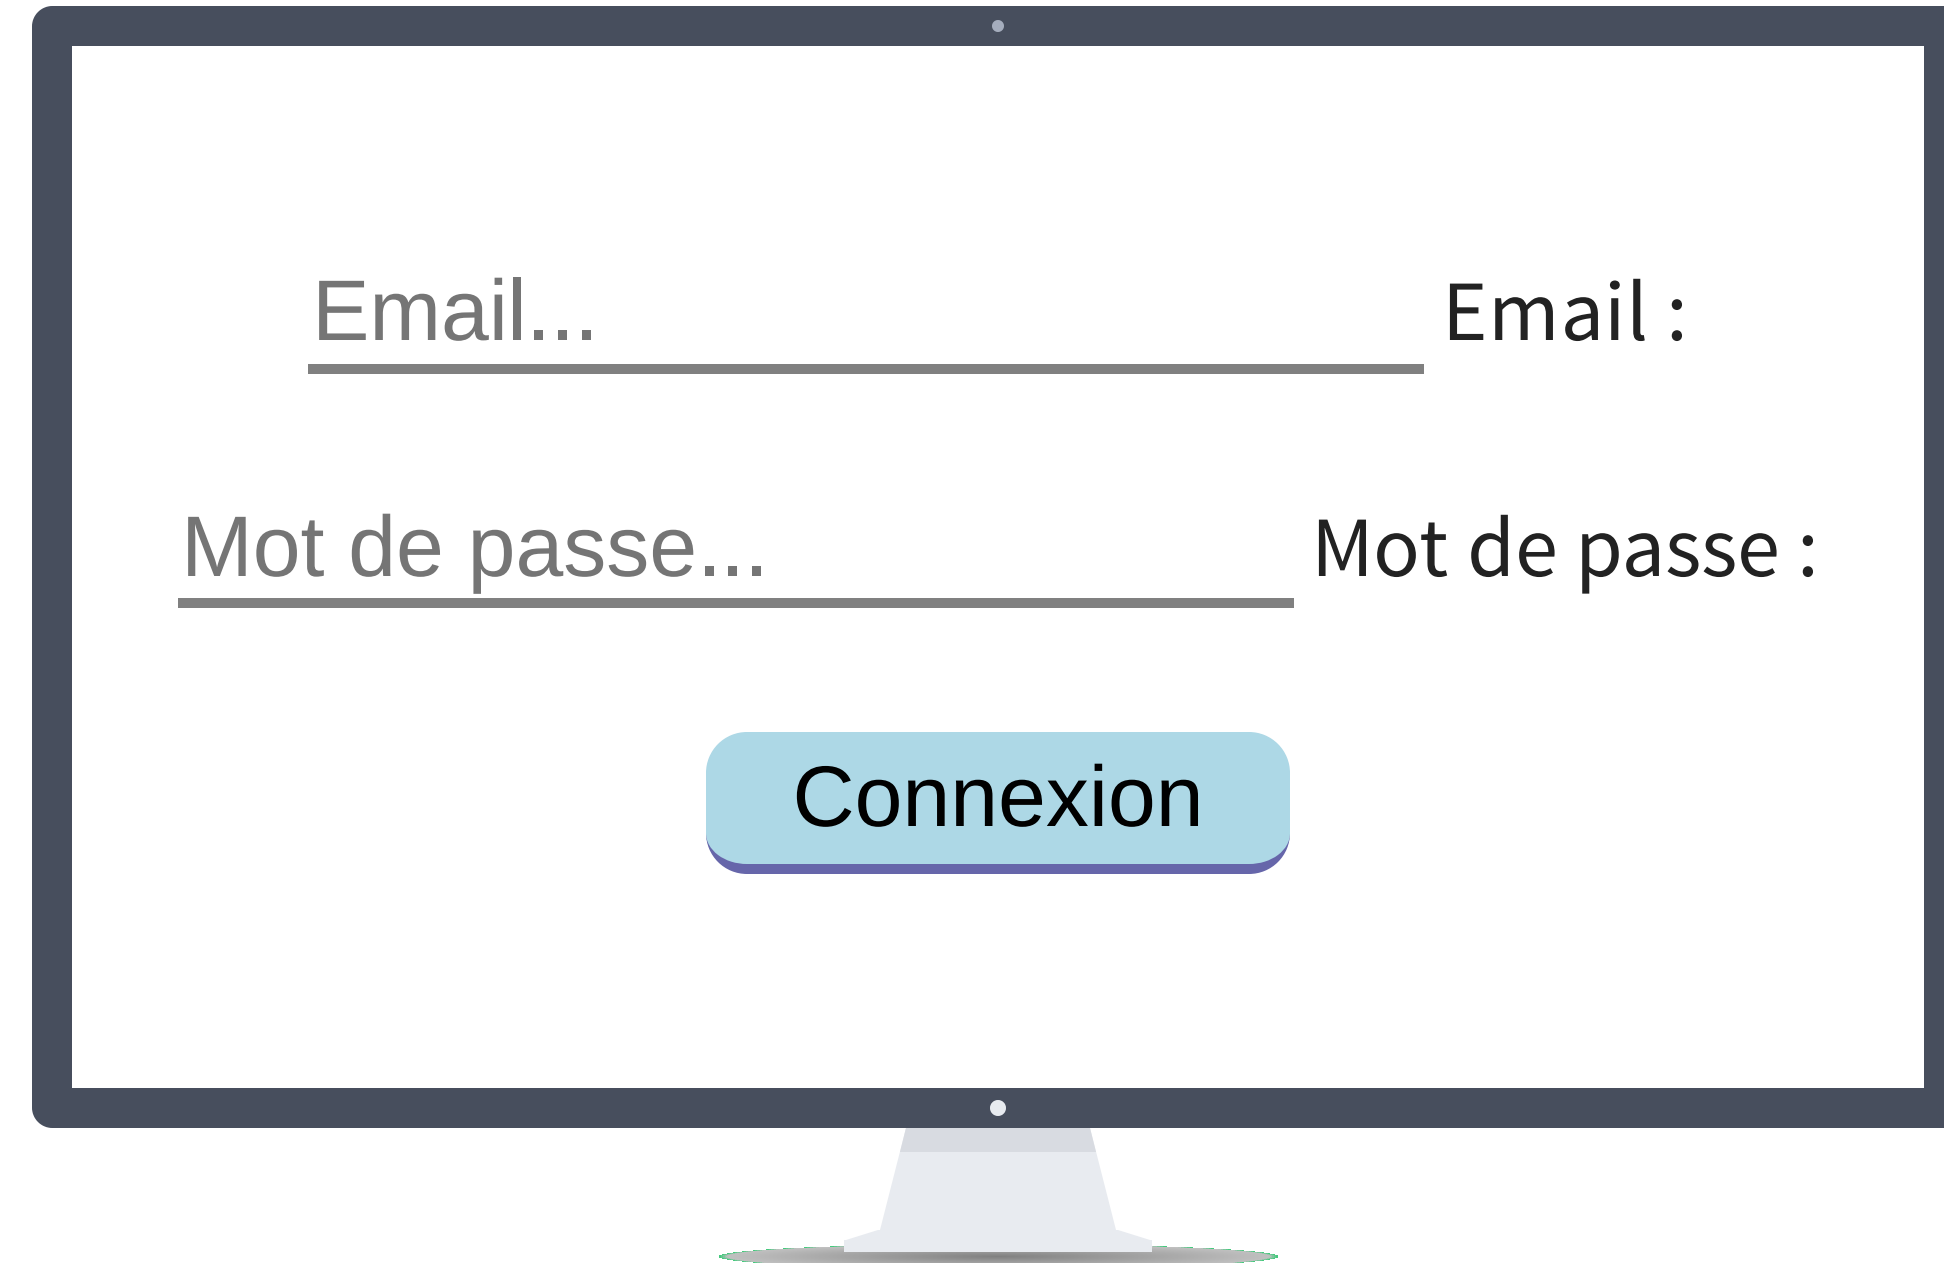 Email... Email :
Mot de passe... Mot de passe :
Connexion